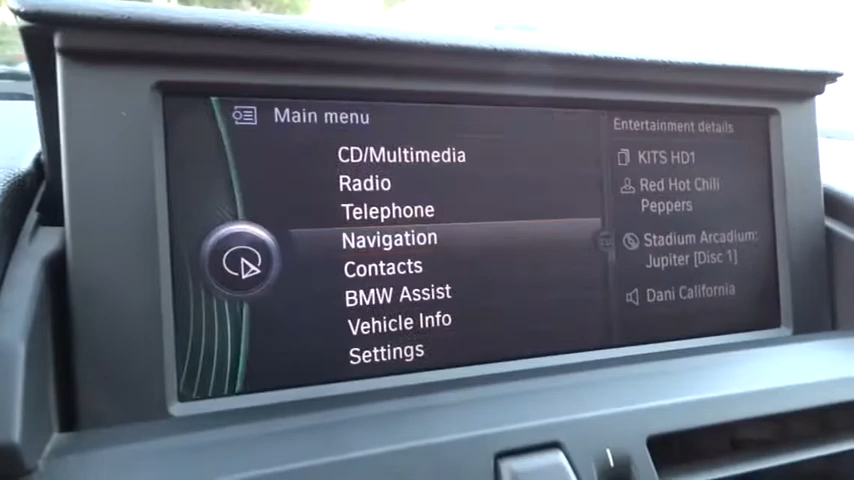 Main menu
CD/Multimedia
Radio
Telephone
Navigation
Contacts
BMW Assist
Vehicle Info
Settings
Entertainment details
KITS HD1
Red Hot Chili
Peppers
Stadium Arcadium:
Jupiter [Disc 1]
Dani California